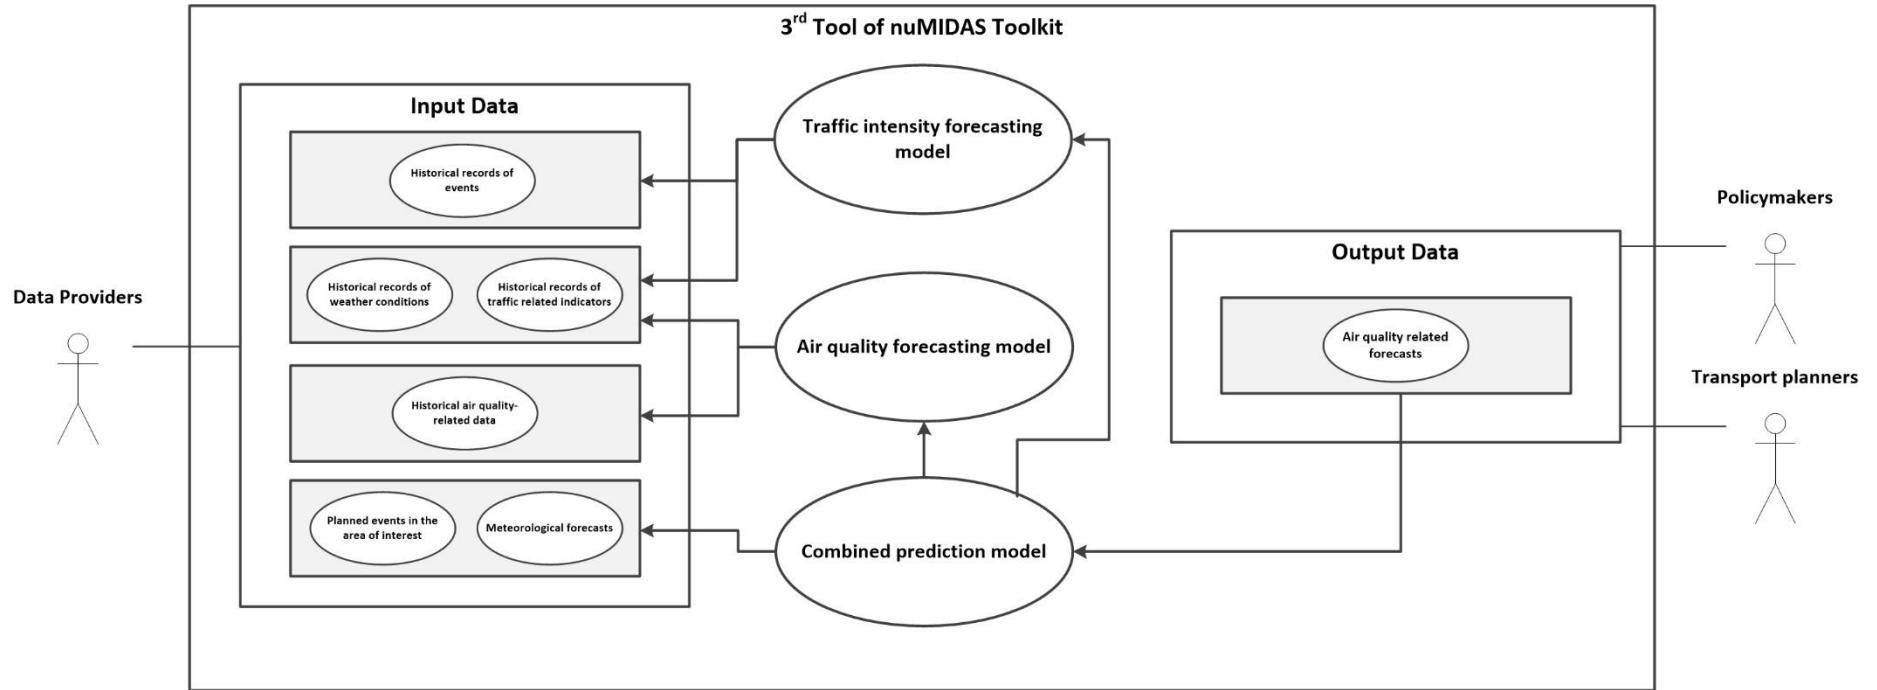 3rd Tool of nuMIDAS Toolkit
Input Data
Historical records of
events
Historical records of
weather conditions
Historical records of
traffic related indicators
Historical air quality-
related data
Planned events in the
area of interest
Meteorological forecasts
Data Providers
Traffic intensity forecasting
model
Air quality forecasting model
Combined prediction model
Output Data
Air quality related
forecasts
Policymakers
Transport planners